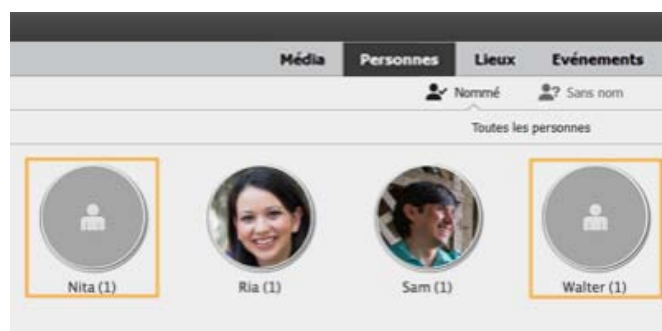 Média Personnes Lieux Evénements
Nommé Sans nom
Toutes les personnes
Nita (1) Ria (1) Sam (1) Walter (1)